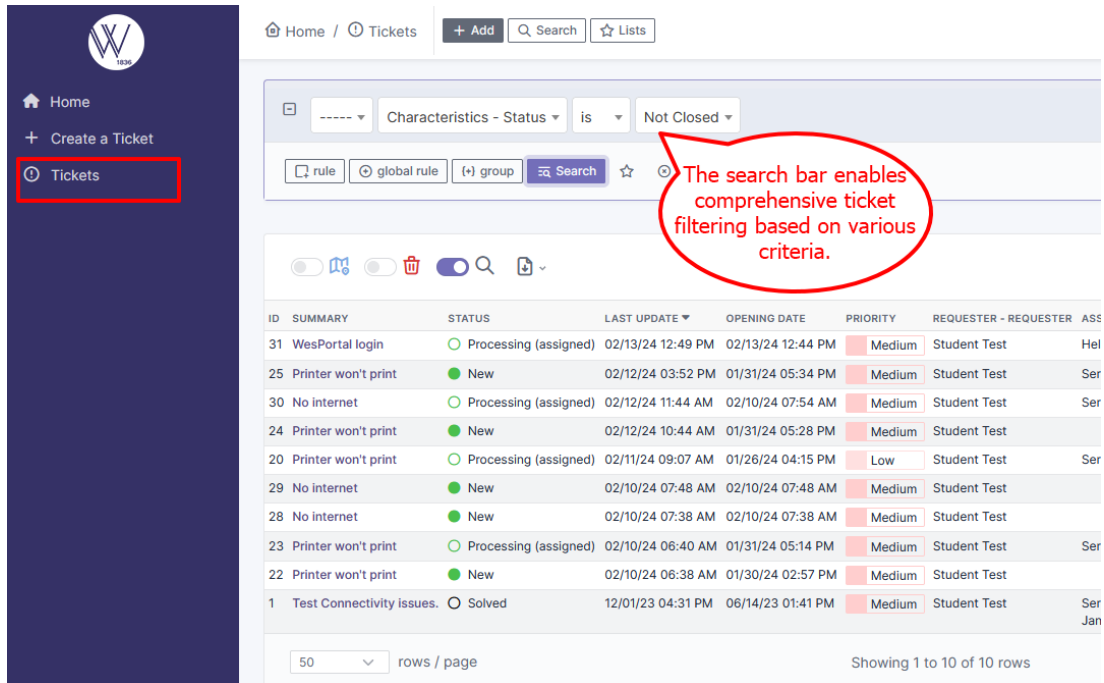 W
1836
Home
Create a Ticket
Tickets
Home / Tickets + Add Search Lists
----- Characteristics - Status is Not Closed
rule global rule {+} group Search
The search bar enables
comprehensive ticket
filtering based on various
criteria.
ID SUMMARY STATUS LAST UPDATE OPENING DATE PRIORITY REQUESTER - REQUESTER ASS
31 WesPortal login Processing (assigned) 02/13/24 12:49 PM 02/13/24 12:44 PM Medium Student Test Hel
25 Printer won't print New 02/12/24 03:52 PM 01/31/24 05:34 PM Medium Student Test Ser
30 No internet Processing (assigned) 02/12/24 11:44 AM 02/10/24 07:54 AM Medium Student Test Ser
24 Printer won't print New 02/12/24 10:44 AM 01/31/24 05:28 PM Medium Student Test
20 Printer won't print Processing (assigned) 02/11/24 09:07 AM 01/26/24 04:15 PM Low Student Test Ser
29 No internet New 02/10/24 07:48 AM 02/10/24 07:48 AM Medium Student Test
28 No internet New 02/10/24 07:38 AM 02/10/24 07:38 AM Medium Student Test
23 Printer won't print Processing (assigned) 02/10/24 06:40 AM 01/31/24 05:14 PM Medium Student Test Ser
22 Printer won't print New 02/10/24 06:38 AM 01/30/24 02:57 PM Medium Student Test
1 Test Connectivity issues. Solved 12/01/23 04:31 PM 06/14/23 01:41 PM Medium Student Test Ser
Jan
50 rows / page Showing 1 to 10 of 10 rows